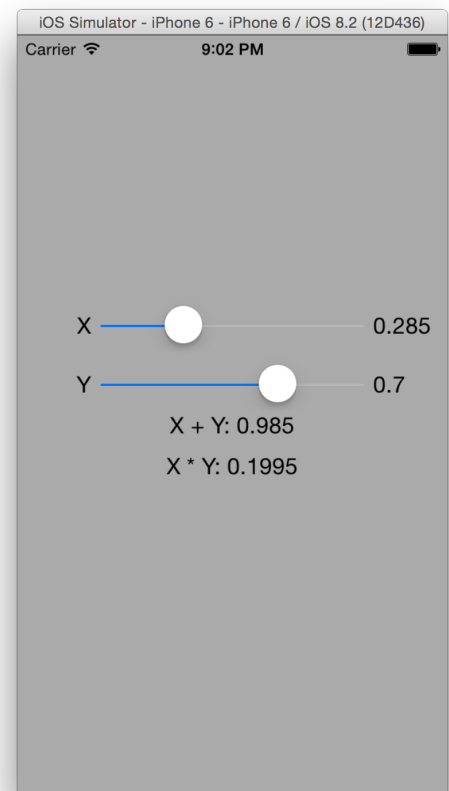 iOS Simulator - iPhone 6 - iPhone 6 / iOS 8.2 (12D436)
Carrier 9:02 PM
X 0.285
Y 0.7
X + Y: 0.985
X * Y: 0.1995